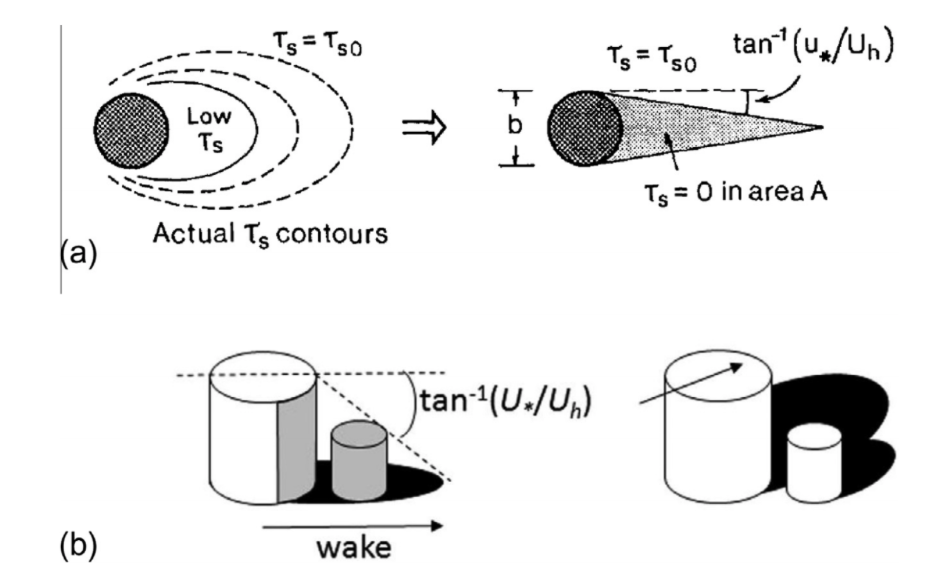 τs = τs0
Low
τs
Actual τs contours
(a)
τs = τs0
tan⁻¹(u*/Uh)
b
τs = 0 in area A
tan⁻¹(U*/Uh)
wake
(b)